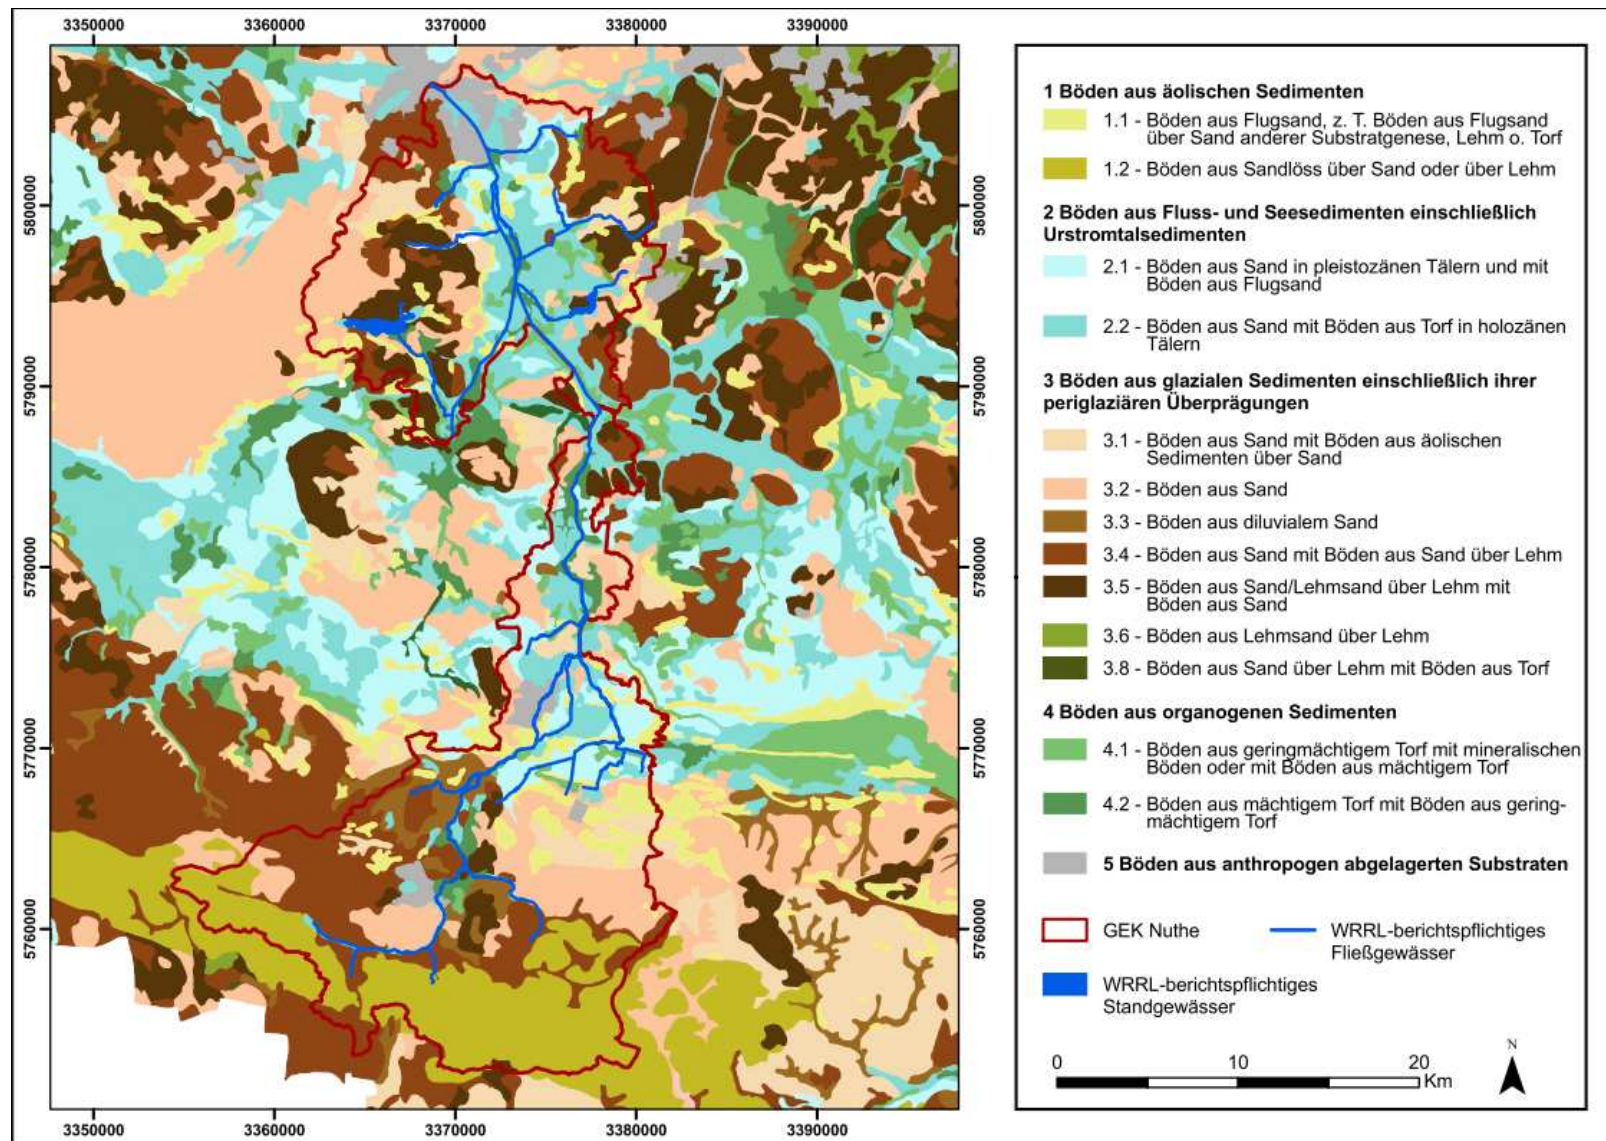 3350000 3360000 3370000 3380000 3390000
5800000
5790000
5780000
5770000
5760000
5800000
5790000
5780000
5770000
5760000
3350000 3360000 3370000 3380000 3390000
1 Böden aus äolischen Sedimenten
1.1 - Böden aus Flugsand, z. T. Böden aus Flugsand
über Sand anderer Substratgenese, Lehm o. Torf
1.2 - Böden aus Sandlöss über Sand oder über Lehm
2 Böden aus Fluss- und Seesedimenten einschließlich
Urstromtalsedimenten
2.1 - Böden aus Sand in pleistozänen Tälern und mit
Böden aus Flugsand
2.2 - Böden aus Sand mit Böden aus Torf in holozänen
Tälern
3 Böden aus glazialen Sedimenten einschließlich ihrer
periglaziären Überprägungen
3.1 - Böden aus Sand mit Böden aus äolischen
Sedimenten über Sand
3.2 - Böden aus Sand
3.3 - Böden aus diluvialem Sand
3.4 - Böden aus Sand mit Böden aus Sand über Lehm
3.5 - Böden aus Sand/Lehmsand über Lehm mit
Böden aus Sand
3.6 - Böden aus Lehmsand über Lehm
3.8 - Böden aus Sand über Lehm mit Böden aus Torf
4 Böden aus organogenen Sedimenten
4.1 - Böden aus geringmächtigem Torf mit mineralischen
Böden oder mit Böden aus mächtigem Torf
4.2 - Böden aus mächtigem Torf mit Böden aus gering-
mächtigem Torf
5 Böden aus anthropogen abgelagerten Substraten
GEK Nuthe
WRRL-berichtspflichtiges
Fließgewässer
WRRL-berichtspflichtiges
Standgewässer
0 10 20
Km
N